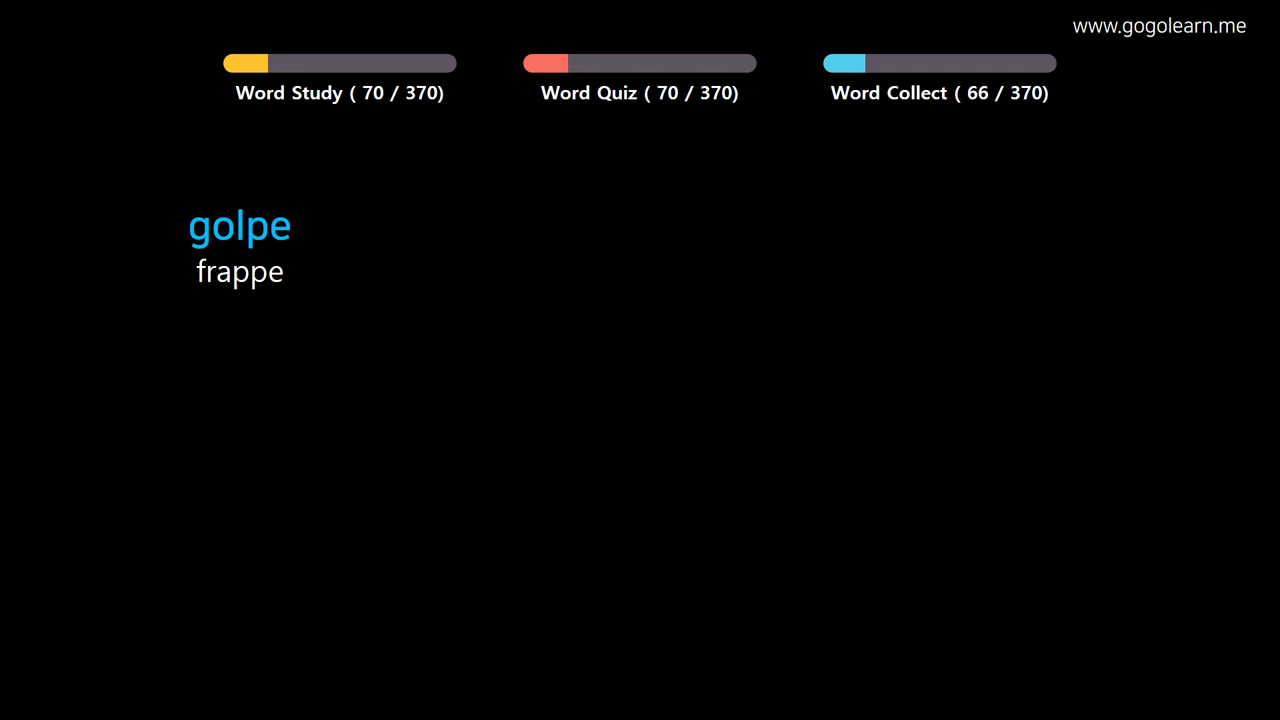 www.gogolearn.me
Word Study ( 70 / 370)
Word Quiz ( 70 / 370)
Word Collect ( 66 / 370)
golpe
frappe